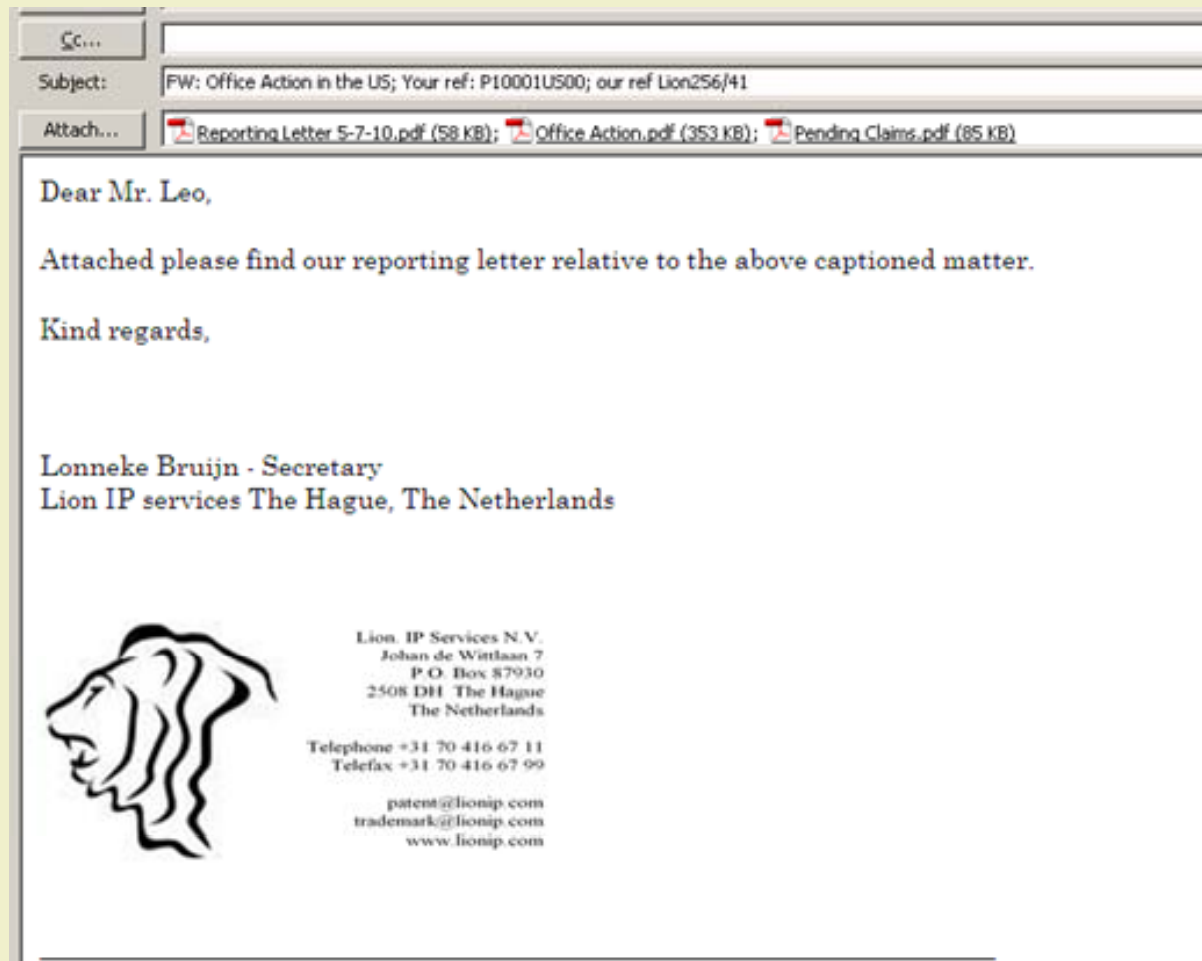 Cc...
Subject: FW: Office Action in the US; Your ref: P10001US00; our ref Lion256/41
Attach... Reporting Letter 5-7-10.pdf (58 KB); Office Action.pdf (353 KB); Pending Claims.pdf (85 KB)
Dear Mr. Leo,
Attached please find our reporting letter relative to the above captioned matter.
Kind regards,
Lonneke Bruijn - Secretary
Lion IP services The Hague, The Netherlands
Lion. IP Services N.V.
Johan de Wittlaan 7
P.O. Box 87930
2508 DH The Hague
The Netherlands
Telephone +31 70 416 67 11
Telefax +31 70 416 67 99
patent@lionip.com
trademark@lionip.com
www.lionip.com